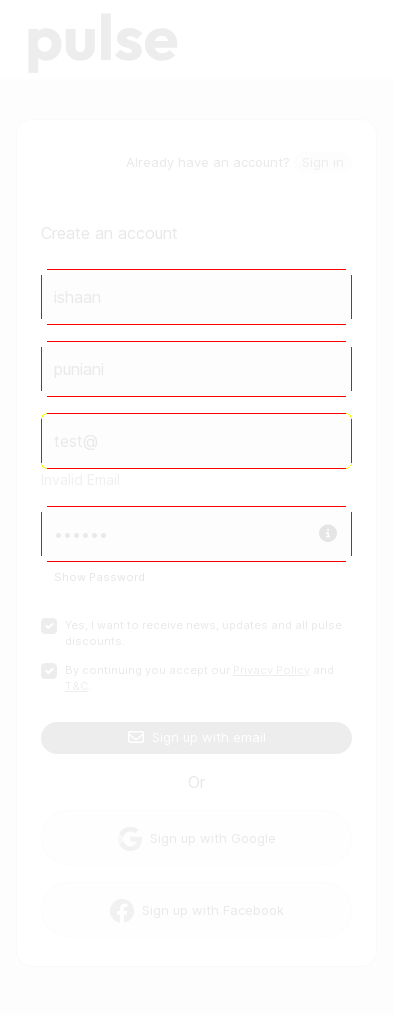 pulse
Already have an account? Sign in
Create an account
ishaan
puniani
test@
Invalid Email
Show Password
Yes, I want to receive news, updates and all pulse
discounts.
By continuing you accept our Privacy Policy and
T&C
Sign up with email
Or
Sign up with Google
Sign up with Facebook